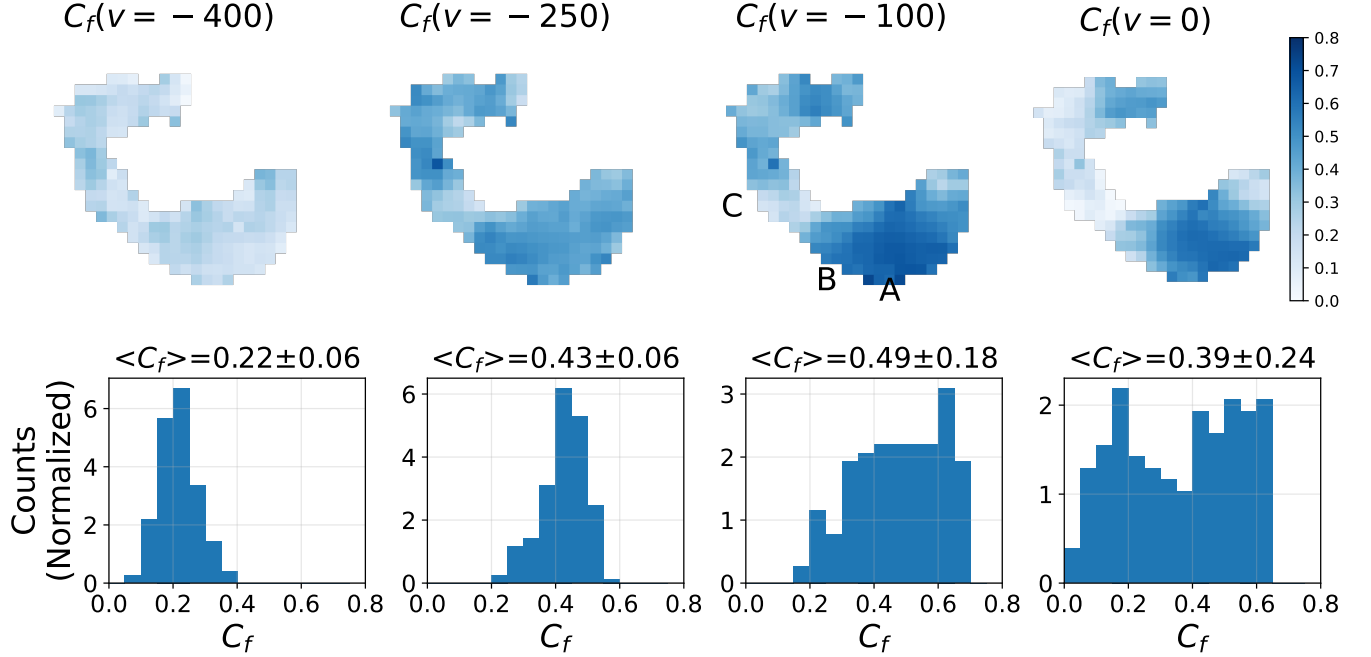 C_f(v = −400)
C_f(v = −250)
C_f(v = −100)
C_f(v = 0)
0.8
0.7
0.6
0.5
0.4
0.3
0.2
0.1
0.0
C
B
A
<C_f>=0.22±0.06
<C_f>=0.43±0.06
<C_f>=0.49±0.18
<C_f>=0.39±0.24
Counts
(Normalized)
6
4
2
0
0.0 0.2 0.4 0.6 0.8
C_f
6
4
2
0
0.0 0.2 0.4 0.6 0.8
C_f
3
2
1
0
0.0 0.2 0.4 0.6 0.8
C_f
2
1
0
0.0 0.2 0.4 0.6 0.8
C_f